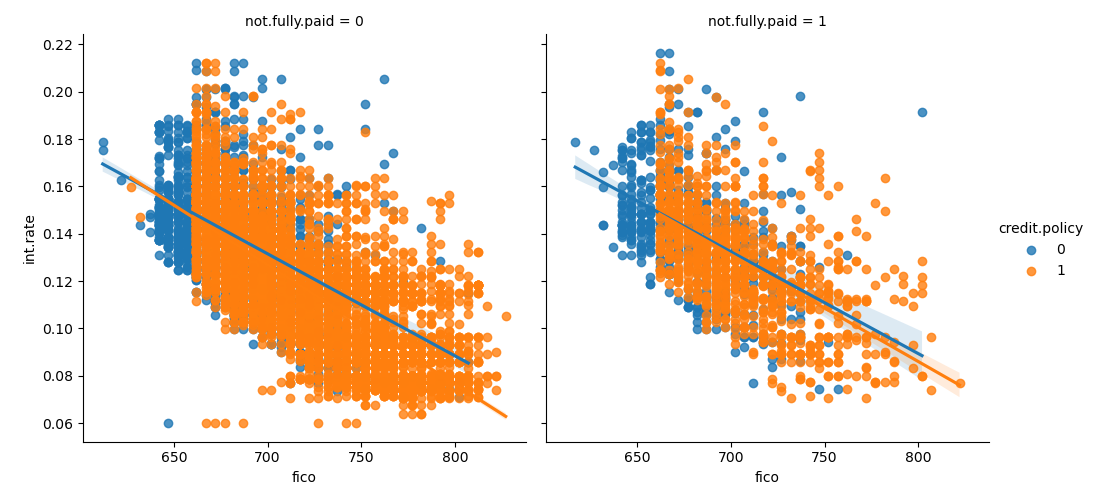 not.fully.paid = 0
not.fully.paid = 1
0.22
0.20
0.18
0.16
0.14
0.12
0.10
0.08
0.06
int.rate
650 700 750 800
fico
650 700 750 800
fico
credit.policy
0
1